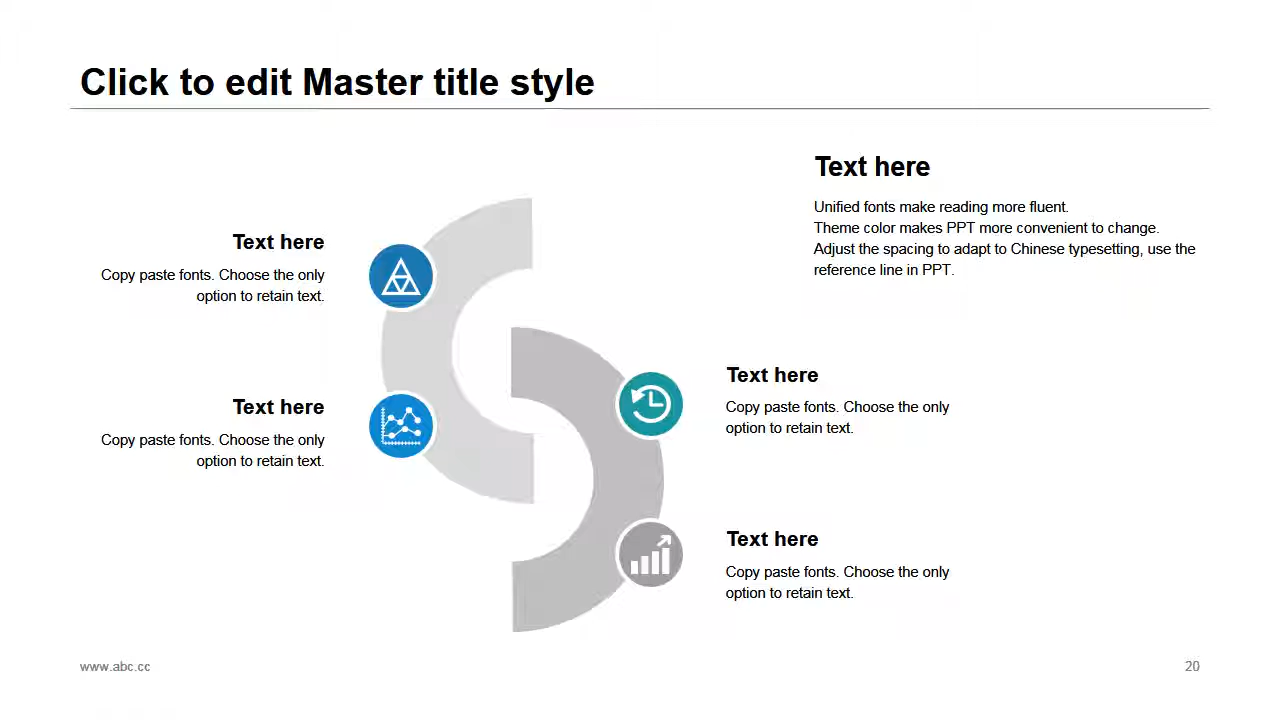 Click to edit Master title style
Text here
Unified fonts make reading more fluent.
Theme color makes PPT more convenient to change.
Adjust the spacing to adapt to Chinese typesetting, use the
reference line in PPT.
Text here
Copy paste fonts. Choose the only
option to retain text.
Text here
Copy paste fonts. Choose the only
option to retain text.
Text here
Copy paste fonts. Choose the only
option to retain text.
Text here
Copy paste fonts. Choose the only
option to retain text.
www.abc.cc
20